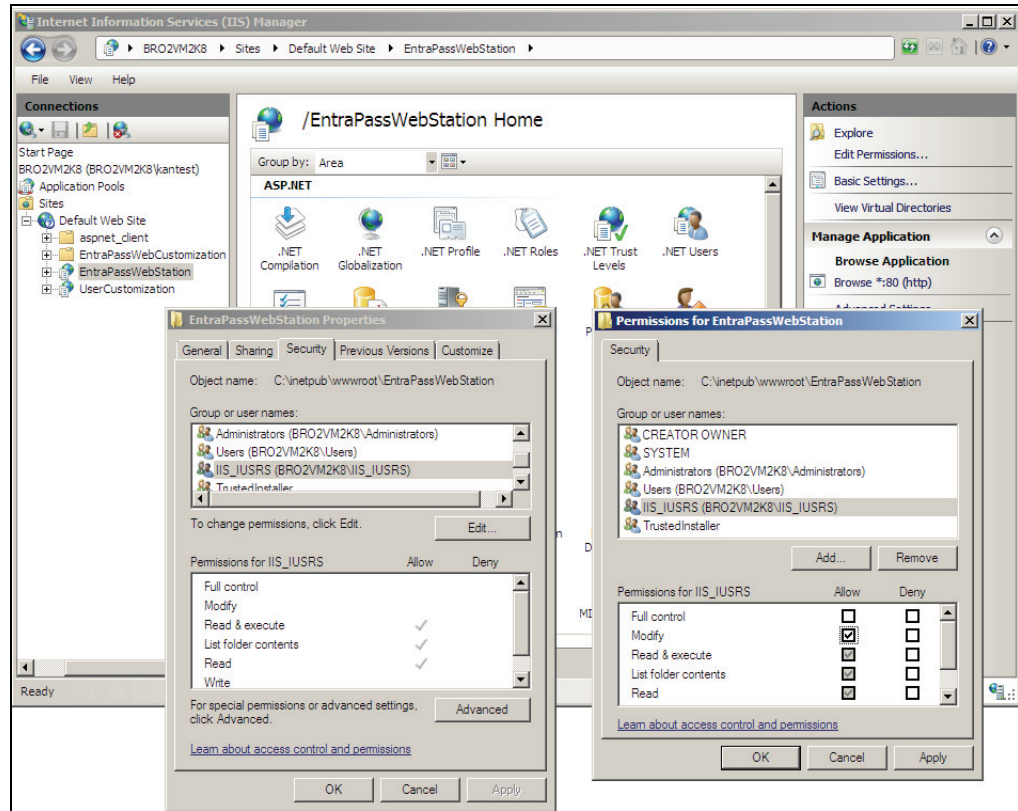 Internet Information Services (IIS) Manager
BRO2VM2K8 Sites Default Web Site EntraPassWebStation
File View Help
Connections
Start Page
BRO2VM2K8 (BRO2VM2K8\kantest)
Application Pools
Sites
Default Web Site
aspnet_client
EntraPassWebCustomization
EntraPassWebStation
UserCustomization
Ready
/EntraPassWebStation Home
Group by: Area
ASP.NET
.NET Compilation
.NET Globalization
.NET Profile
.NET Roles
.NET Trust Levels
.NET Users
Actions
Explore
Edit Permissions...
Basic Settings...
View Virtual Directories
Manage Application
Browse Application
Browse *:80 (http)
Advanced Settings
EntraPassWebStation Properties
General Sharing Security Previous Versions Customize
Object name: C:\inetpub\wwwroot\EntraPassWebStation
Group or user names:
Administrators (BRO2VM2K8\Administrators)
Users (BRO2VM2K8\Users)
IIS_IUSRS (BRO2VM2K8\IIS_IUSRS)
TrustedInstaller
To change permissions, click Edit.
Edit...
Permissions for IIS_IUSRS Allow Deny
Full control
Modify
Read & execute
List folder contents
Read
Write
For special permissions or advanced settings,
click Advanced.
Advanced
Learn about access control and permissions
OK Cancel Apply
Permissions for EntraPassWebStation
Security
Object name: C:\inetpub\wwwroot\EntraPassWebStation
Group or user names:
CREATOR OWNER
SYSTEM
Administrators (BRO2VM2K8\Administrators)
Users (BRO2VM2K8\Users)
IIS_IUSRS (BRO2VM2K8\IIS_IUSRS)
TrustedInstaller
Add... Remove
Permissions for IIS_IUSRS Allow Deny
Full control
Modify
Read & execute
List folder contents
Read
Learn about access control and permissions
OK Cancel Apply